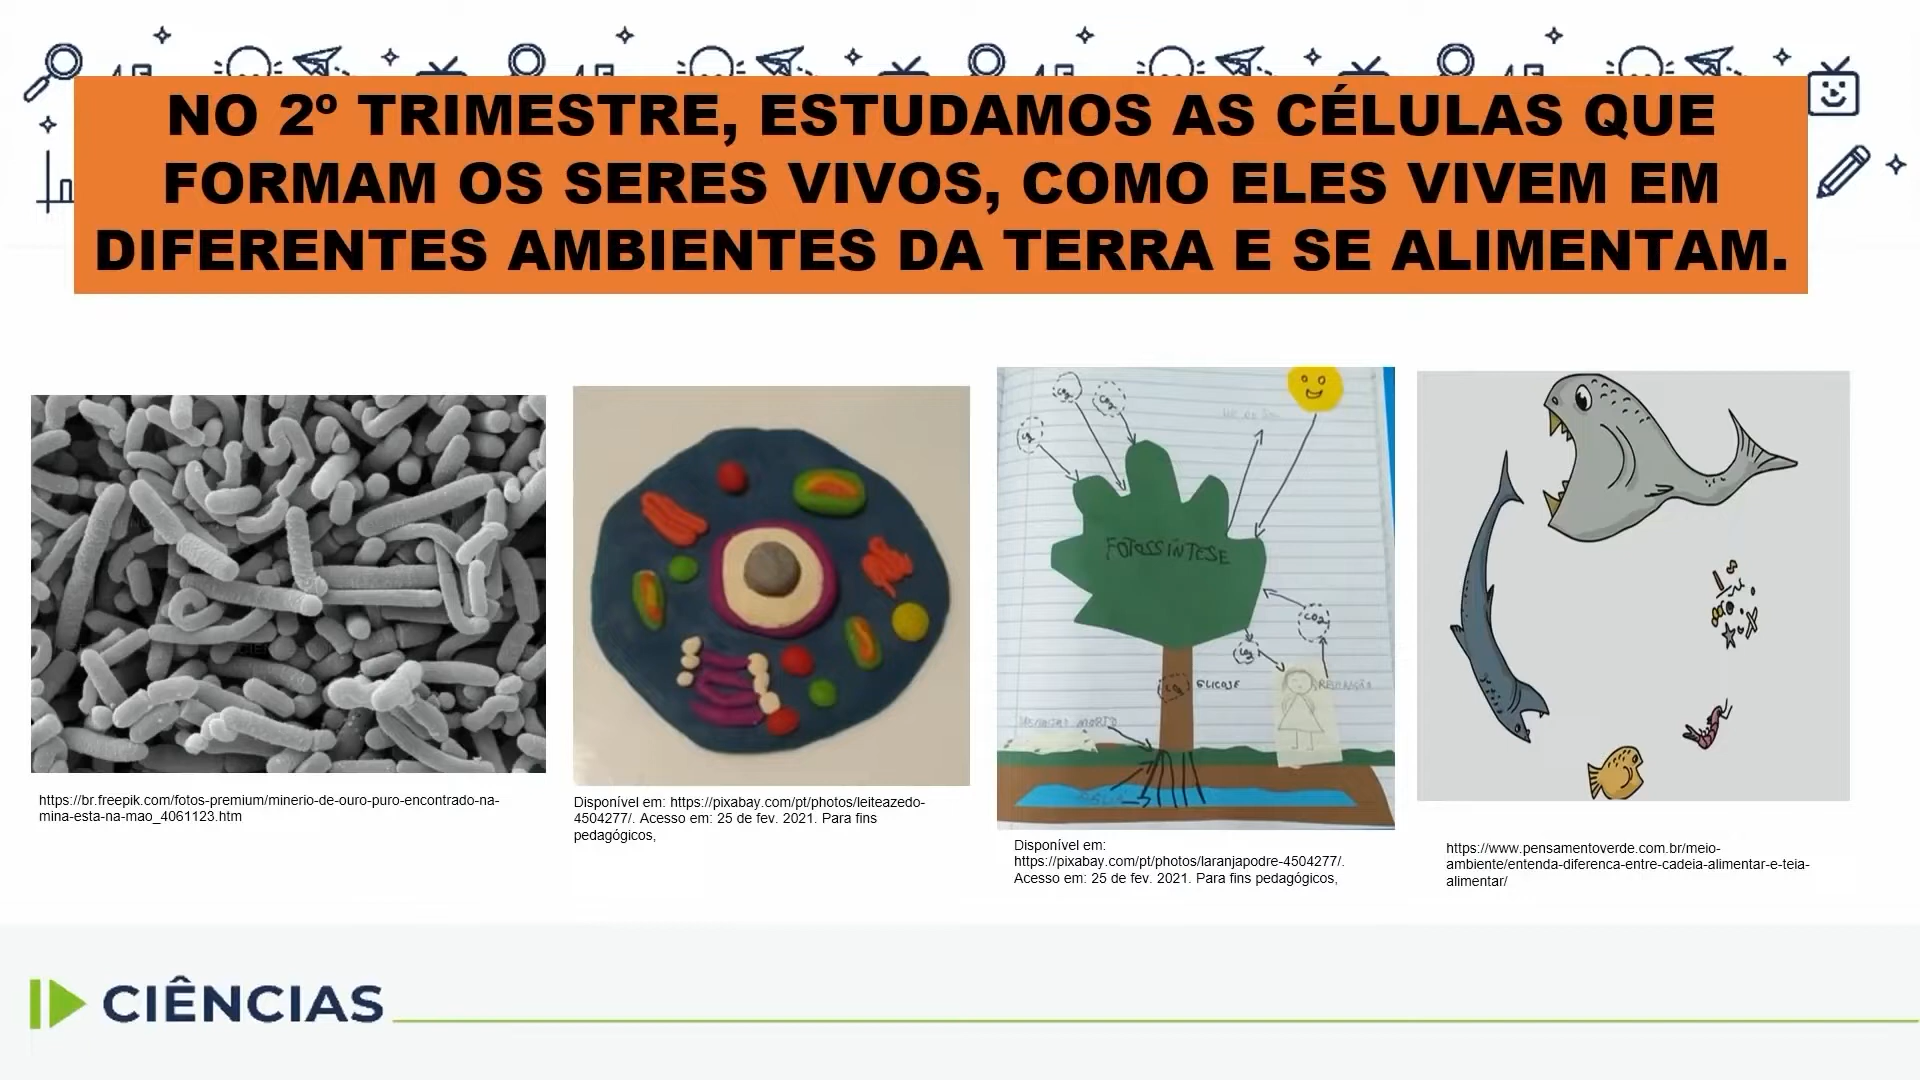 NO 2º TRIMESTRE, ESTUDAMOS AS CÉLULAS QUE
FORMAM OS SERES VIVOS, COMO ELES VIVEM EM
DIFERENTES AMBIENTES DA TERRA E SE ALIMENTAM.
https://br.freepik.com/fotos-premium/minerio-de-ouro-puro-encontrado-na-
mina-esta-na-mao_4061123.htm
Disponível em: https://pixabay.com/pt/photos/leiteazedo-
4504277/. Acesso em: 25 de fev. 2021. Para fins
pedagógicos,
CO2
CO2
FOTOSSÍNTESE
CO2
GLICOSE
RESPIRAÇÃO
Disponível em:
https://pixabay.com/pt/photos/laranjapodre-4504277/.
Acesso em: 25 de fev. 2021. Para fins pedagógicos,
https://www.pensamentoverde.com.br/meio-
ambiente/entenda-diferenca-entre-cadeia-alimentar-e-teia-
alimentar/
CIÊNCIAS